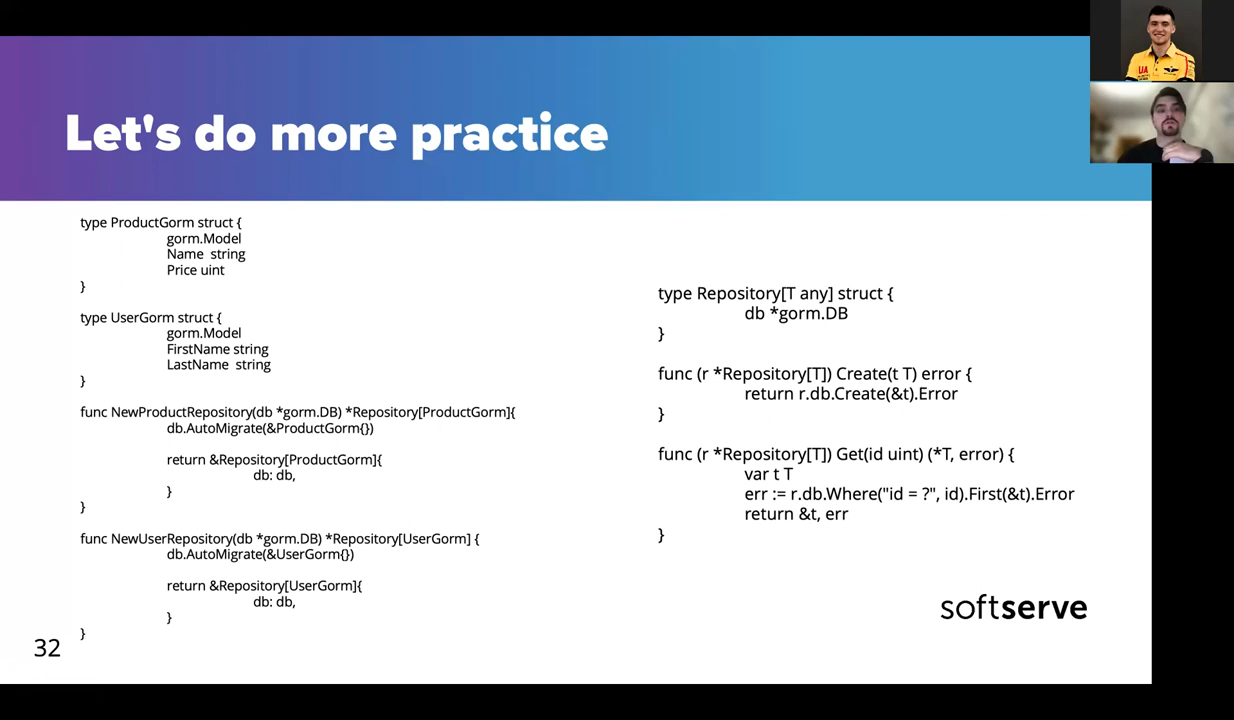 Let's do more practice
type ProductGorm struct {
gorm.Model
Name string
Price uint
}
type UserGorm struct {
gorm.Model
FirstName string
LastName string
}
func NewProductRepository(db *gorm.DB) *Repository[ProductGorm]{
db.AutoMigrate(&ProductGorm{})
return &Repository[ProductGorm]{
db: db,
}
}
func NewUserRepository(db *gorm.DB) *Repository[UserGorm] {
db.AutoMigrate(&UserGorm{})
return &Repository[UserGorm]{
db: db,
}
}
type Repository[T any] struct {
db *gorm.DB
}
func (r *Repository[T]) Create(t T) error {
return r.db.Create(&t).Error
}
func (r *Repository[T]) Get(id uint) (*T, error) {
var t T
err := r.db.Where("id = ?", id).First(&t).Error
return &t, err
}
softserve
32
UA